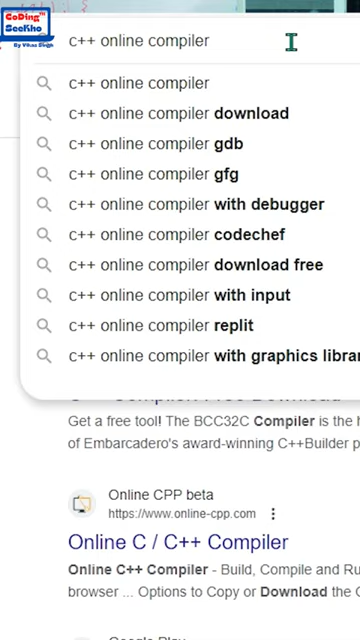 CoDing™
SeeKho
By Vikas Singh
c++ online compiler
c++ online compiler
c++ online compiler download
c++ online compiler gdb
c++ online compiler gfg
c++ online compiler with debugger
c++ online compiler codechef
c++ online compiler download free
c++ online compiler with input
c++ online compiler replit
c++ online compiler with graphics librar
Get a free tool! The BCC32C Compiler is the h
of Embarcadero's award-winning C++Builder p
Online CPP beta
https://www.online-cpp.com
Online C / C++ Compiler
Online C++ Compiler - Build, Compile and Ru
browser ... Options to Copy or Download the C